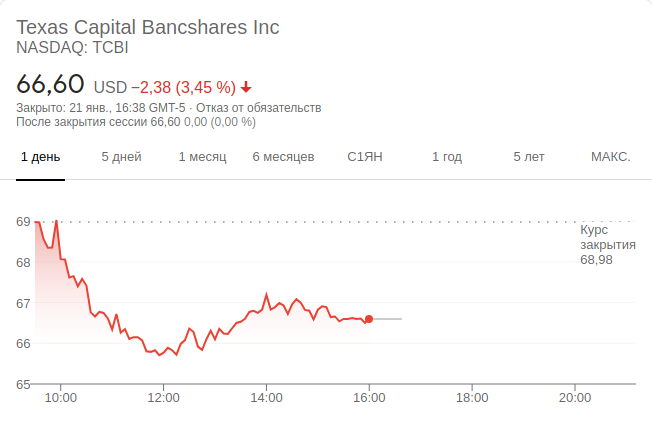 Texas Capital Bancshares Inc
NASDAQ: TCBI
66,60 USD −2,38 (3,45 %)
Закрыто: 21 янв., 16:38 GMT-5 · Отказ от обязательств
После закрытия сессии 66,60 0,00 (0,00 %)
1 день 5 дней 1 месяц 6 месяцев С1ЯН 1 год 5 лет МАКС.
69
Курс
закрытия
68,98
68
67
66
65
10:00 12:00 14:00 16:00 18:00 20:00